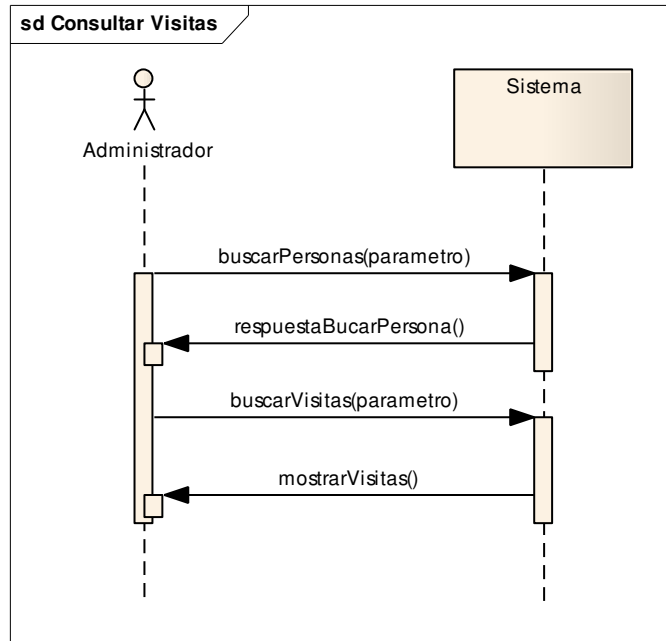 sd Consultar Visitas
Administrador
Sistema
buscarPersonas(parametro)
respuestaBucarPersona()
buscarVisitas(parametro)
mostrarVisitas()